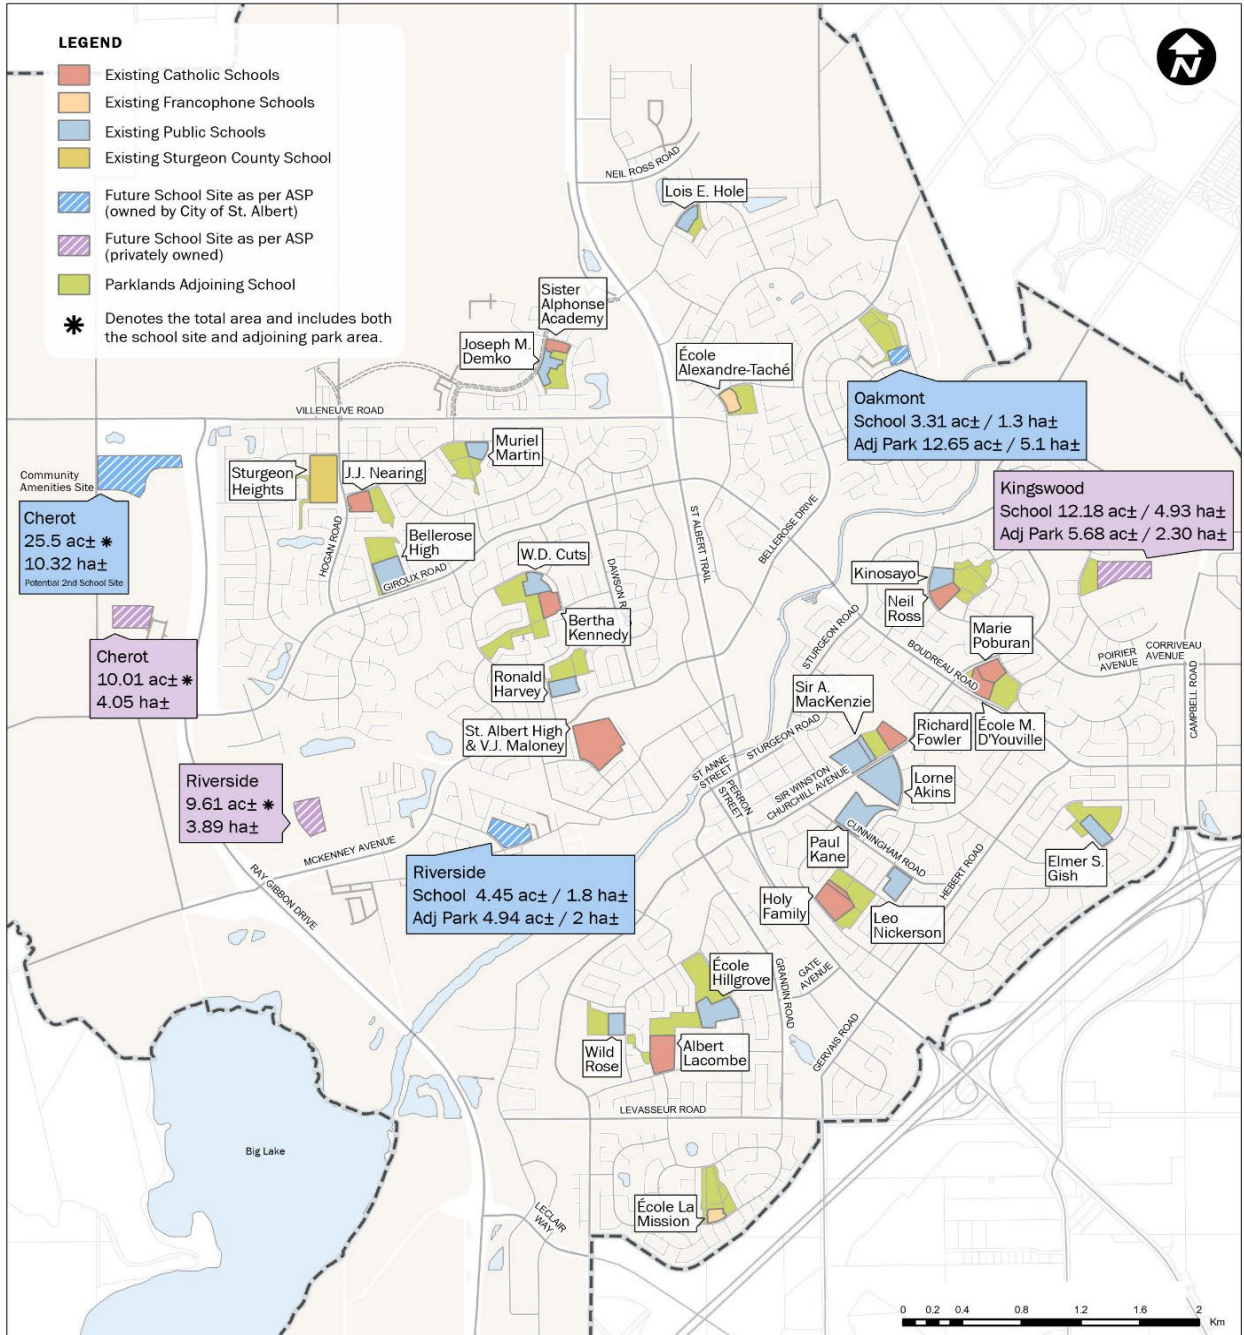 LEGEND
Existing Catholic Schools
Existing Francophone Schools
Existing Public Schools
Existing Sturgeon County School
Future School Site as per ASP
(owned by City of St. Albert)
Future School Site as per ASP
(privately owned)
Parklands Adjoining School
Denotes the total area and includes both
the school site and adjoining park area.
N
NEIL ROSS ROAD
Lois E. Hole
Sister
Alphonse
Academy
Joseph M.
Demko
École
Alexandre-Taché
VILLENEUVE ROAD
Oakmont
School 3.31 ac± / 1.3 ha±
Adj Park 12.65 ac± / 5.1 ha±
Muriel
Martin
Sturgeon
Heights
J.J. Nearing
Community
Amenities Site
Cherot
25.5 ac± *
10.32 ha±
Potential 2nd School Site
Kingswood
School 12.18 ac± / 4.93 ha±
Adj Park 5.68 ac± / 2.30 ha±
HOGAN ROAD
Bellerose
High
GIROUX ROAD
W.D. Cuts
DAWSON ROAD
ST ALBERT TRAIL
BELLEROSE DRIVE
Kinosayo
Neil
Ross
Bertha
Kennedy
Marie
Poburan
STURGEON ROAD
BOUDREAU ROAD
POIRIER
AVENUE
CORRIVEAU
AVENUE
CAMPBELL ROAD
Cherot
10.01 ac± *
4.05 ha±
Ronald
Harvey
Sir A.
MacKenzie
St. Albert High
& V.J. Maloney
STURGEON ROAD
Richard
Fowler
École M.
D'Youville
ST ANNE
STREET
PERRON
STREET
SIR WINSTON
CHURCHILL AVENUE
Lorne
Akins
Riverside
9.61 ac± *
3.89 ha±
MCKENNEY AVENUE
RAY GIBBON DRIVE
Riverside
School 4.45 ac± / 1.8 ha±
Adj Park 4.94 ac± / 2 ha±
Paul
Kane
CUNNINGHAM ROAD
HEBERT ROAD
Elmer S.
Gish
Holy
Family
Leo
Nickerson
École
Hillgrove
GRANDIN ROAD
GATE
AVENUE
GERVAIS ROAD
Wild
Rose
Albert
Lacombe
LEVASSEUR ROAD
Big Lake
École La
Mission
LECLAIR
WAY
0 0.2 0.4 0.8 1.2 1.6 2
Km